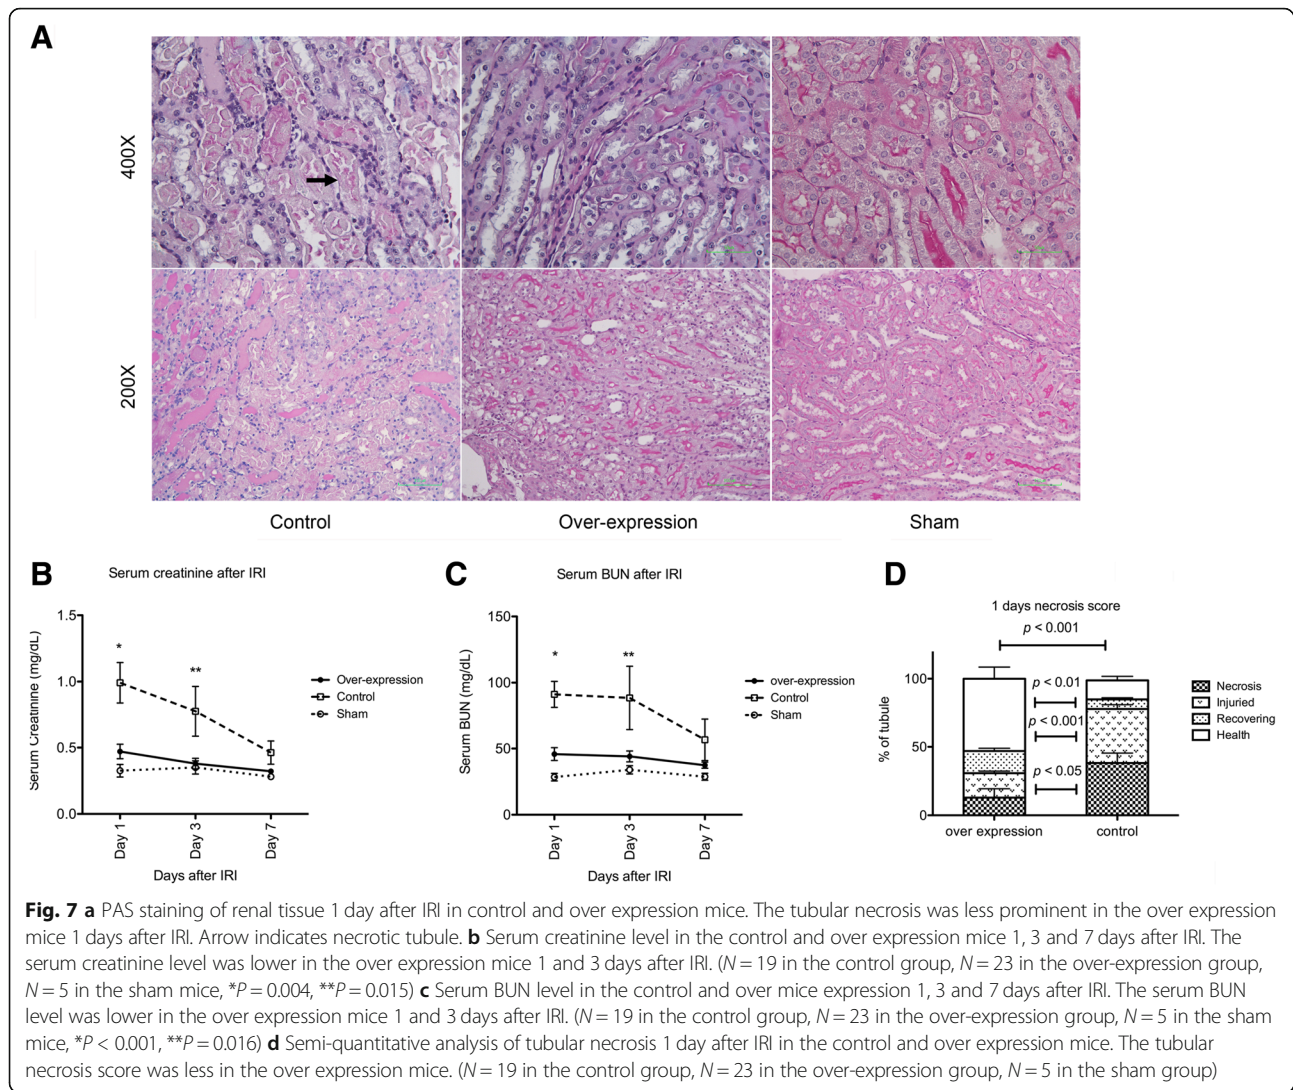 A
400X
200X
Control Over-expression Sham
B
Serum creatinine after IRI
Serum Creatinine (mg/dL)
1.5
1.0
0.5
0.0
*
**
Over-expression
Control
Sham
Day 1
Day 3
Day 7
Days after IRI
C
Serum BUN after IRI
Serum BUN (mg/dL)
150
100
50
0
*
**
over-expression
Control
Sham
Day 1
Day 3
Day 7
Days after IRI
D
1 days necrosis score
p < 0.001
% of tubule
100
50
0
p < 0.01
p < 0.001
p < 0.05
Necrosis
Injuried
Recovering
Health
over expression control
Fig. 7 a PAS staining of renal tissue 1 day after IRI in control and over expression mice. The tubular necrosis was less prominent in the over expression
mice 1 days after IRI. Arrow indicates necrotic tubule. b Serum creatinine level in the control and over expression mice 1, 3 and 7 days after IRI. The
serum creatinine level was lower in the over expression mice 1 and 3 days after IRI. (N = 19 in the control group, N = 23 in the over-expression group,
N = 5 in the sham mice, *P = 0.004, **P = 0.015) c Serum BUN level in the control and over mice expression 1, 3 and 7 days after IRI. The serum BUN
level was lower in the over expression mice 1 and 3 days after IRI. (N = 19 in the control group, N = 23 in the over-expression group, N = 5 in the sham
mice, *P < 0.001, **P = 0.016) d Semi-quantitative analysis of tubular necrosis 1 day after IRI in the control and over expression mice. The tubular
necrosis score was less in the over expression mice. (N = 19 in the control group, N = 23 in the over-expression group, N = 5 in the sham group)